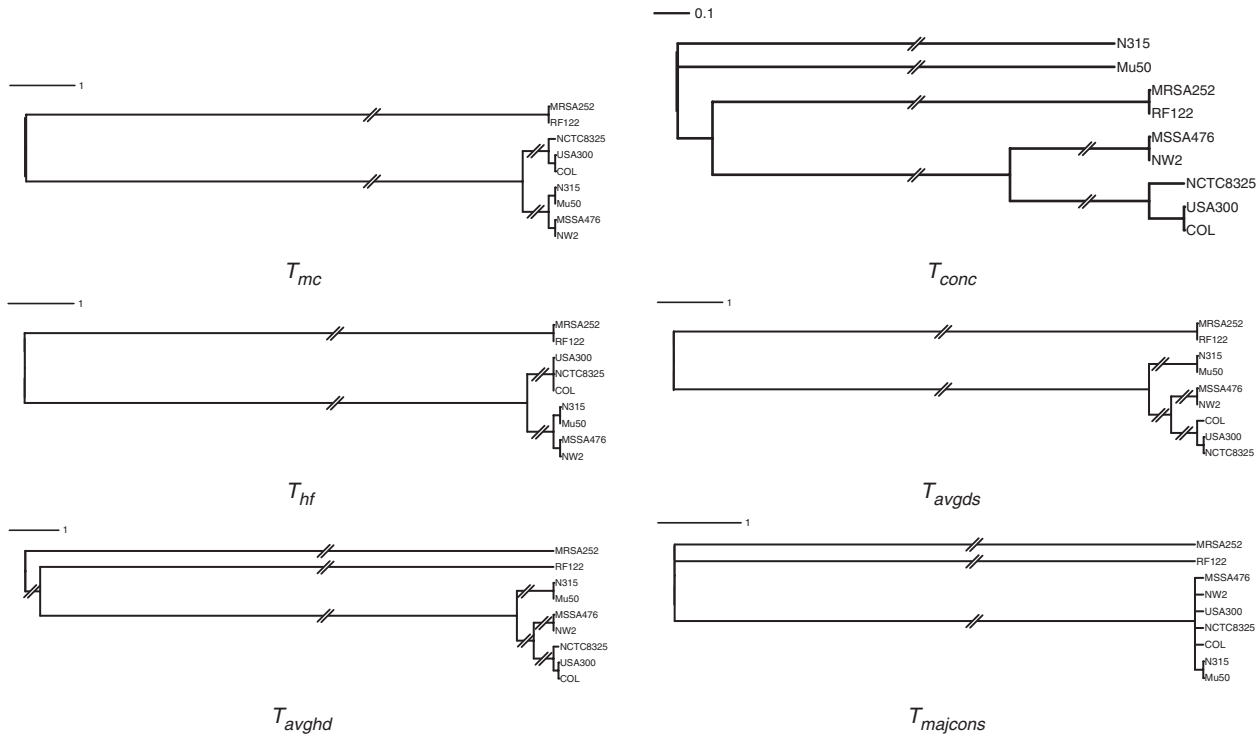 1
MRSA252
RF122
NCTC8325
USA300
COL
N315
Mu50
MSSA476
NW2
T_mc
0.1
N315
Mu50
MRSA252
RF122
MSSA476
NW2
NCTC8325
USA300
COL
T_conc
1
MRSA252
RF122
USA300
NCTC8325
COL
N315
Mu50
MSSA476
NW2
T_hf
1
MRSA252
RF122
N315
Mu50
MSSA476
NW2
COL
USA300
NCTC8325
T_avgds
1
MRSA252
RF122
N315
Mu50
MSSA476
NW2
NCTC8325
USA300
COL
T_avghd
1
MRSA252
RF122
MSSA476
NW2
USA300
NCTC8325
COL
N315
Mu50
T_majcons